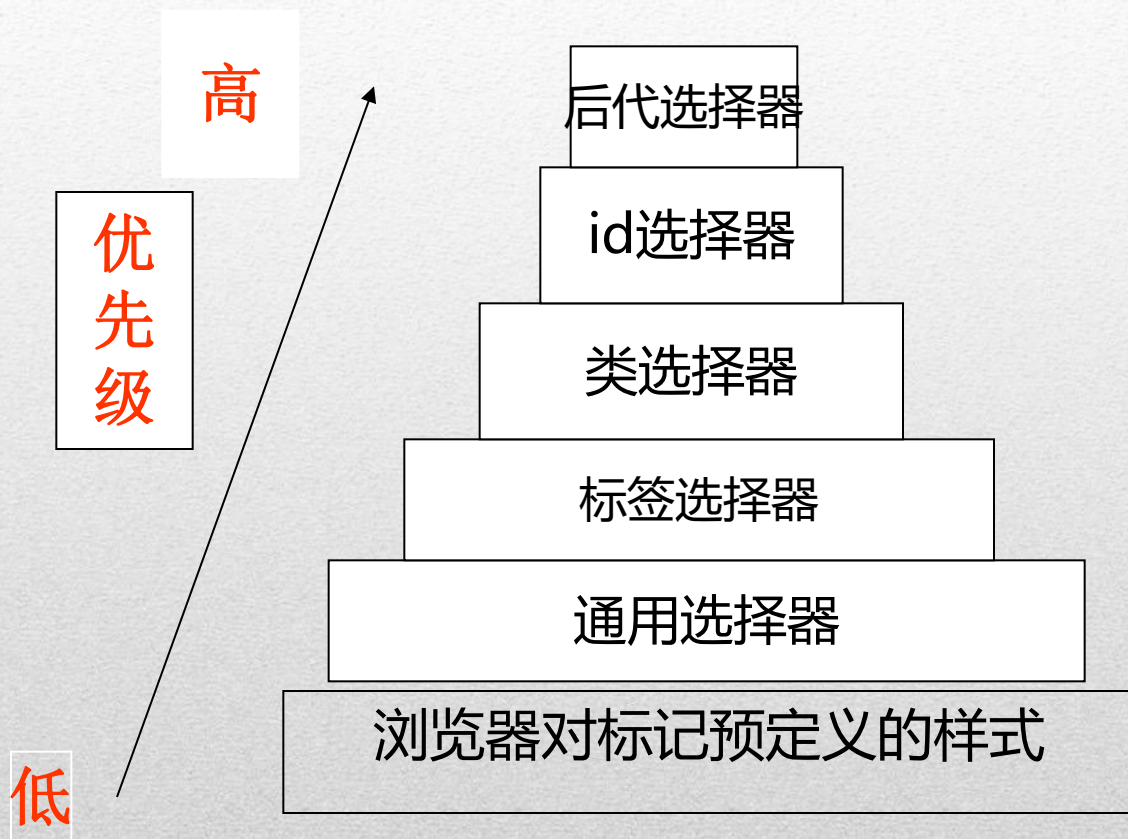 高
优
先
级
低
后代选择器
id选择器
类选择器
标签选择器
通用选择器
浏览器对标记预定义的样式